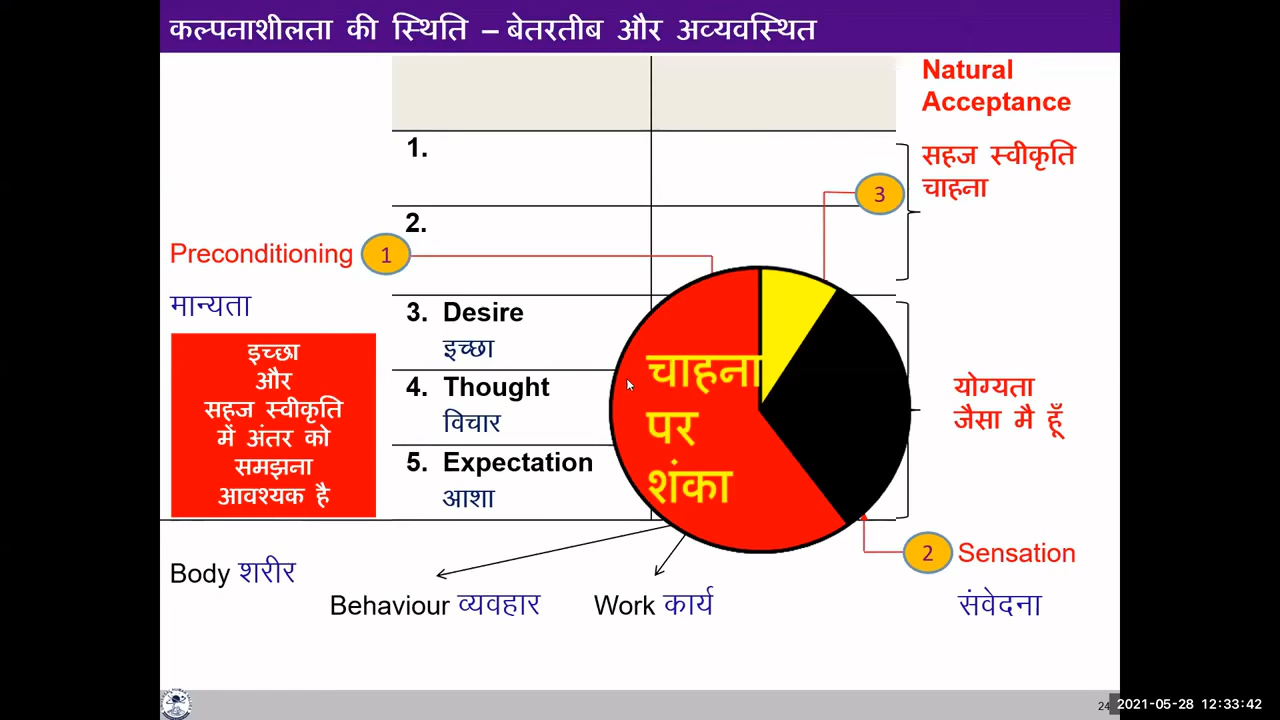 कल्पनाशीलता की स्थिति – बेतरतीब और अव्यवस्थित
Natural
Acceptance
1.
सहज स्वीकृति
चाहना
3
2.
Preconditioning
1
मान्यता
3. Desire
इच्छा
इच्छा
और
सहज स्वीकृति
में अंतर को
समझना
आवश्यक है
4. Thought
विचार
5. Expectation
आशा
चाहना
पर
शंका
योग्यता
जैसा मै हूँ
2
Sensation
संवेदना
Body शरीर
Behaviour व्यवहार
Work कार्य
24
2021-05-28 12:33:42